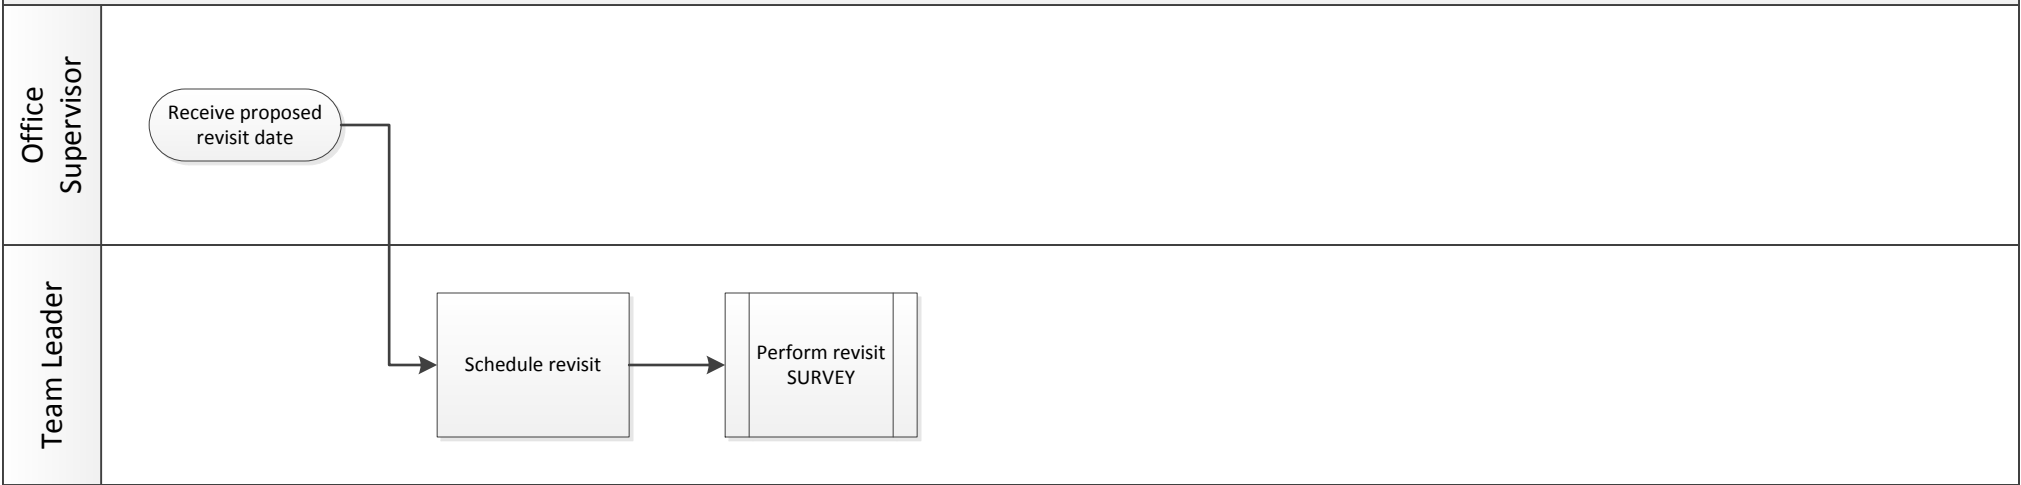 Office
Supervisor
Receive proposed
revisit date
Team Leader
Schedule revisit
Perform revisit
SURVEY